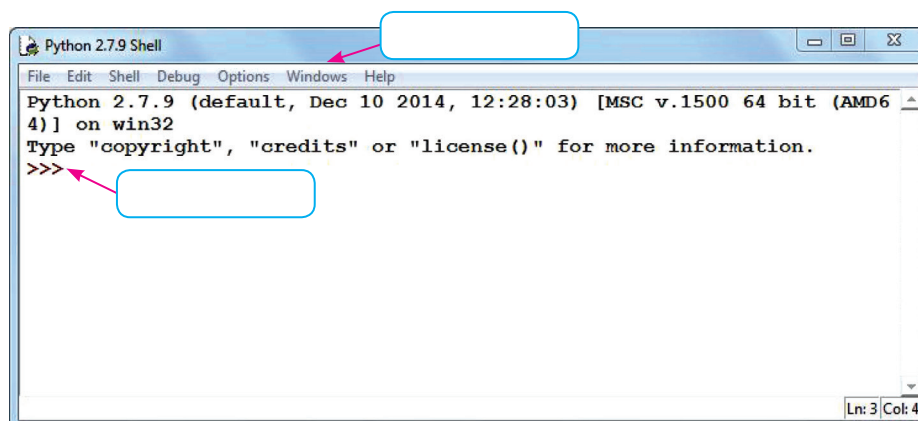 Python 2.7.9 Shell
File Edit Shell Debug Options Windows Help
Python 2.7.9 (default, Dec 10 2014, 12:28:03) [MSC v.1500 64 bit (AMD6
4)] on win32
Type "copyright", "credits" or "license()" for more information.
>>>
Ln: 3 Col: 4